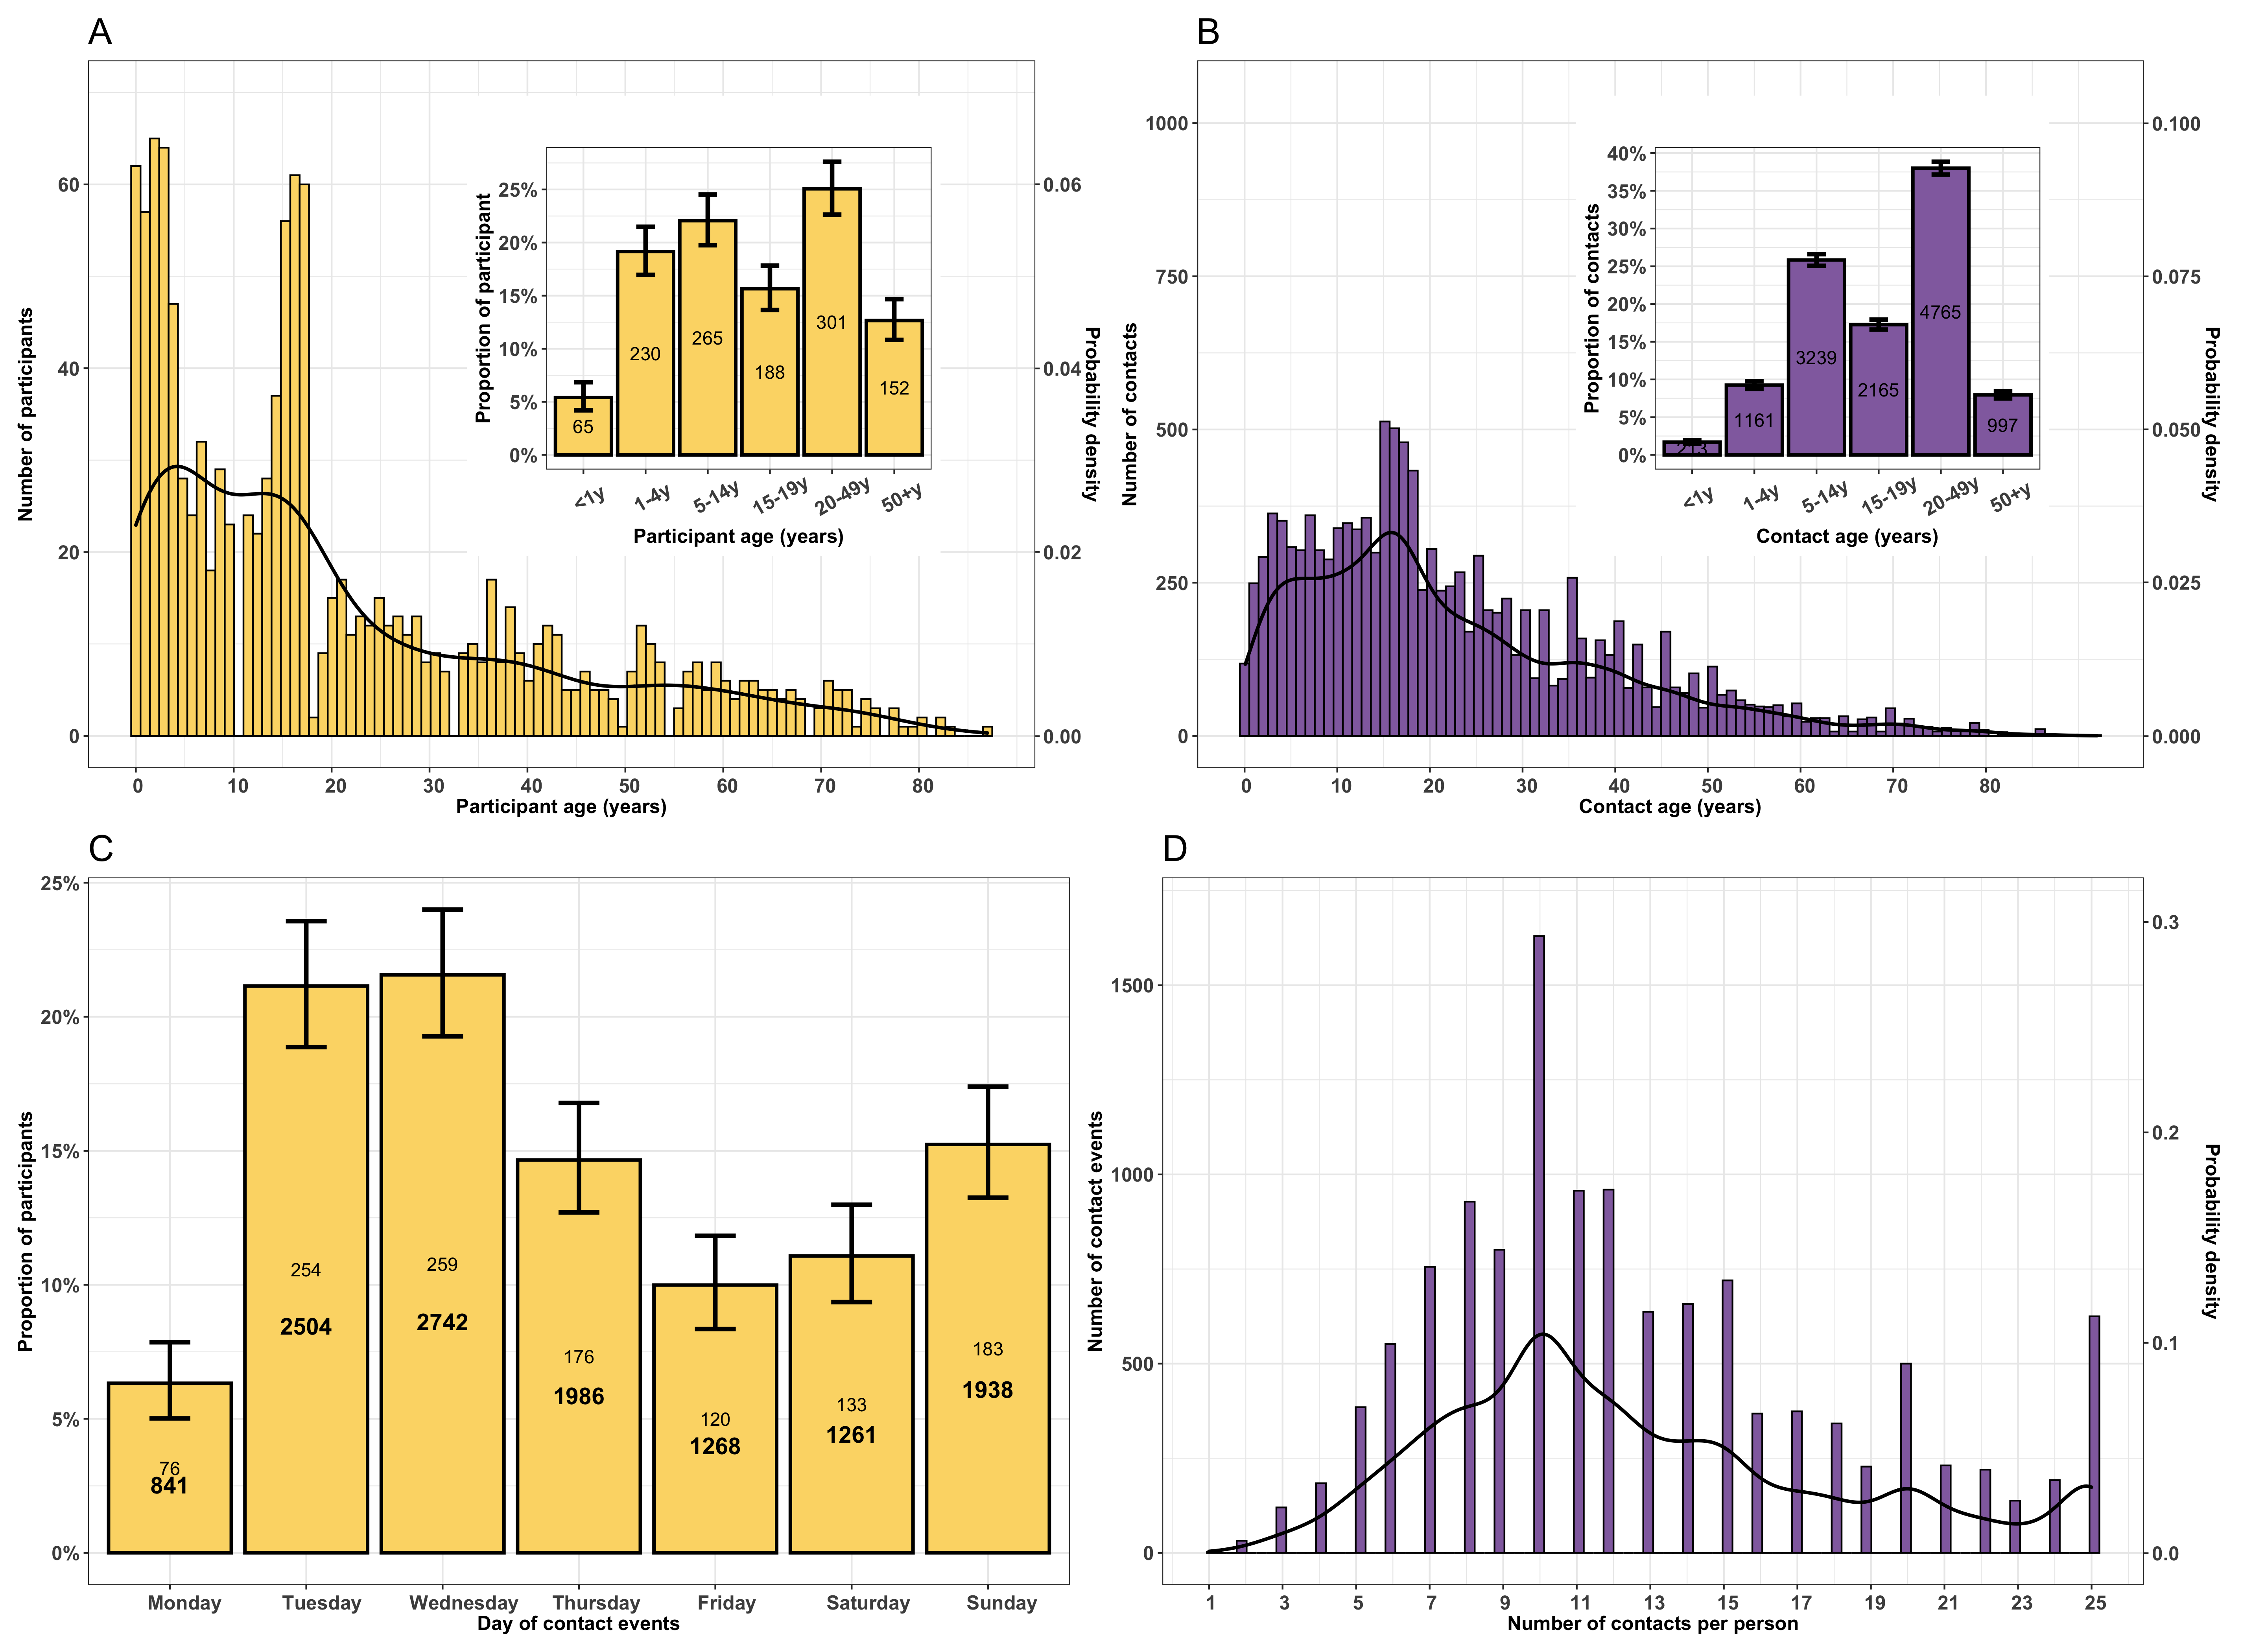 A
Number of participants
60
40
20
0
0 10 20 30 40 50 60 70 80
Participant age (years)
0.06
0.04
0.02
0.00
Probability density
Proportion of participant
25%
20%
15%
10%
5%
0%
65
230
265
188
301
152
<1y 1-4y 5-14y 15-19y 20-49y 50+y
Participant age (years)
B
Number of contacts
1000
750
500
250
0
0 10 20 30 40 50 60 70 80
Contact age (years)
0.100
0.075
0.050
0.025
0.000
Probability density
Proportion of contacts
40%
35%
30%
25%
20%
15%
10%
5%
0%
213
1161
3239
2165
4765
997
<1y 1-4y 5-14y 15-19y 20-49y 50+y
Contact age (years)
C
Proportion of participants
25%
20%
15%
10%
5%
0%
76
841
254
2504
259
2742
176
1986
120
1268
133
1261
183
1938
Monday Tuesday Wednesday Thursday Friday Saturday Sunday
Day of contact events
D
Number of contact events
1500
1000
500
0
1 3 5 7 9 11 13 15 17 19 21 23 25
Number of contacts per person
0.3
0.2
0.1
0.0
Probability density